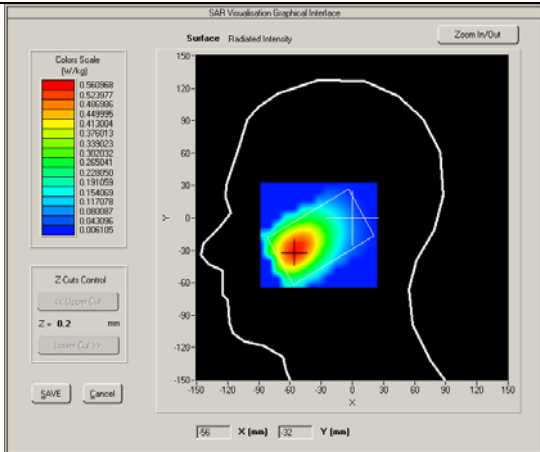 SAR Visualisation Graphical Interface
Surface Radiated Intensity
Zoom In/Out
Colors Scale
(W/kg)
0.560968
0.523977
0.486986
0.449995
0.413004
0.376013
0.339023
0.302032
0.265041
0.228050
0.191059
0.154069
0.117078
0.080087
0.043096
0.006105
Z Cuts Control
<< Upper Cut
Z = 0.2 mm
Lower Cut >>
SAVE Cancel
150
120
90
60
30
0
-30
-60
-90
-120
-150
Y
-150 -120 -90 -60 -30 0 30 60 90 120 150
X
-56 X (mm) -32 Y (mm)